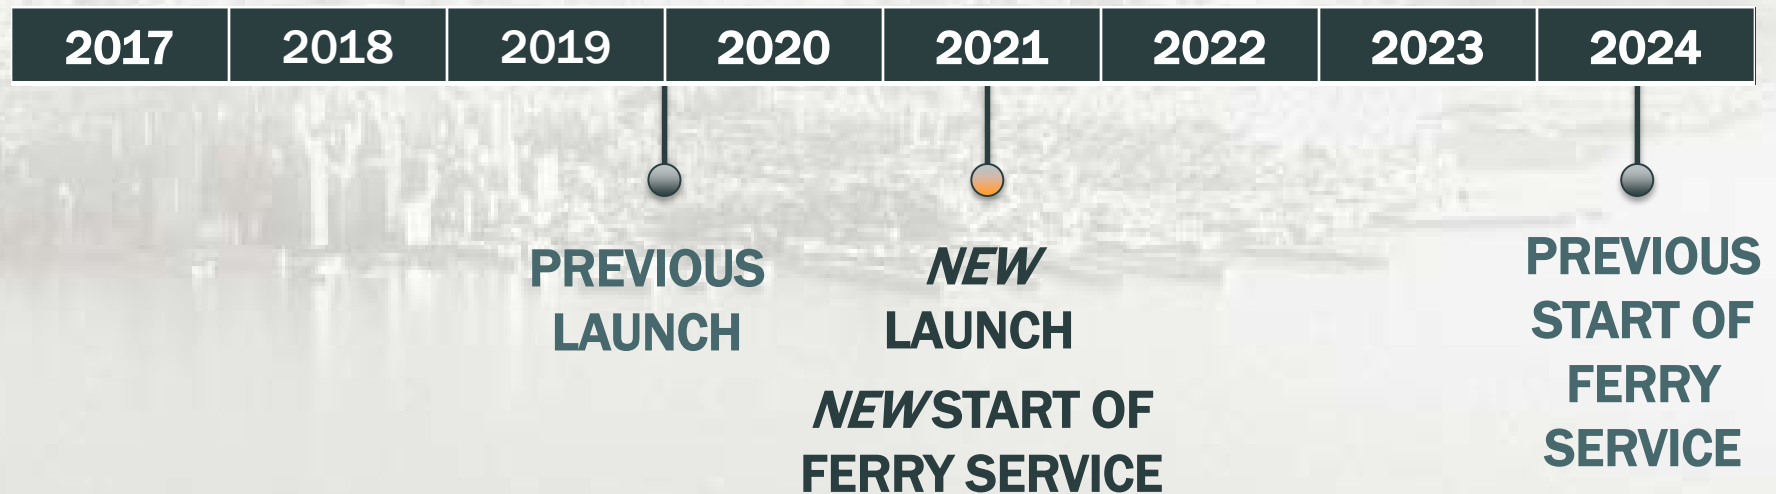 2017 2018 2019 2020 2021 2022 2023 2024
PREVIOUS
LAUNCH
NEW
LAUNCH
NEW START OF
FERRY SERVICE
PREVIOUS
START OF
FERRY
SERVICE